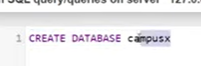 SQL query/queries on server
1 CREATE DATABASE campusx